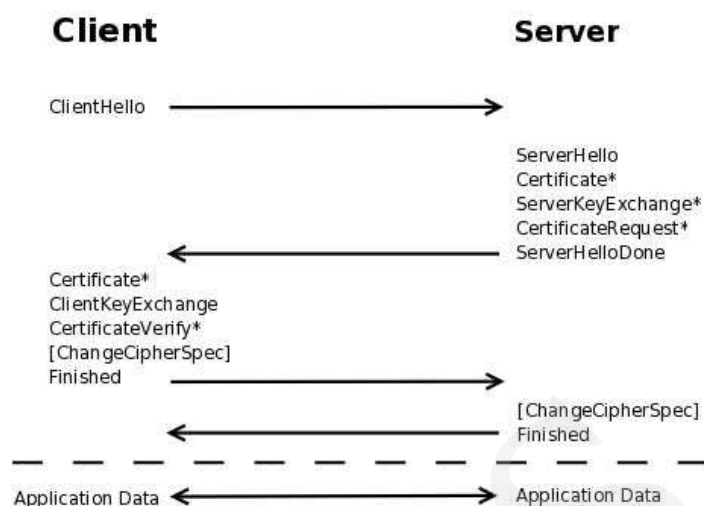 Client Server
ClientHello
ServerHello
Certificate*
ServerKeyExchange*
CertificateRequest*
ServerHelloDone
Certificate*
ClientKeyExchange
CertificateVerify*
[ChangeCipherSpec]
Finished
[ChangeCipherSpec]
Finished
Application Data Application Data